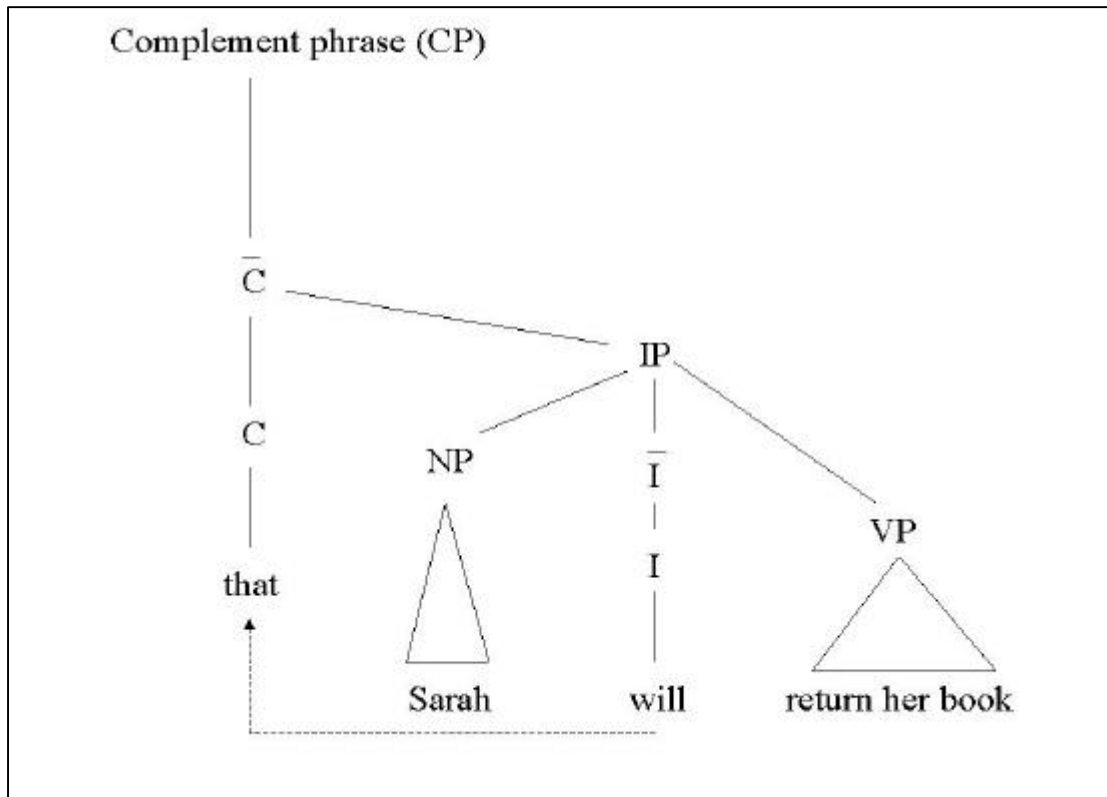 Complement phrase (CP)
C̅
IP
C
NP
I̅
VP
I
that
Sarah will return her book